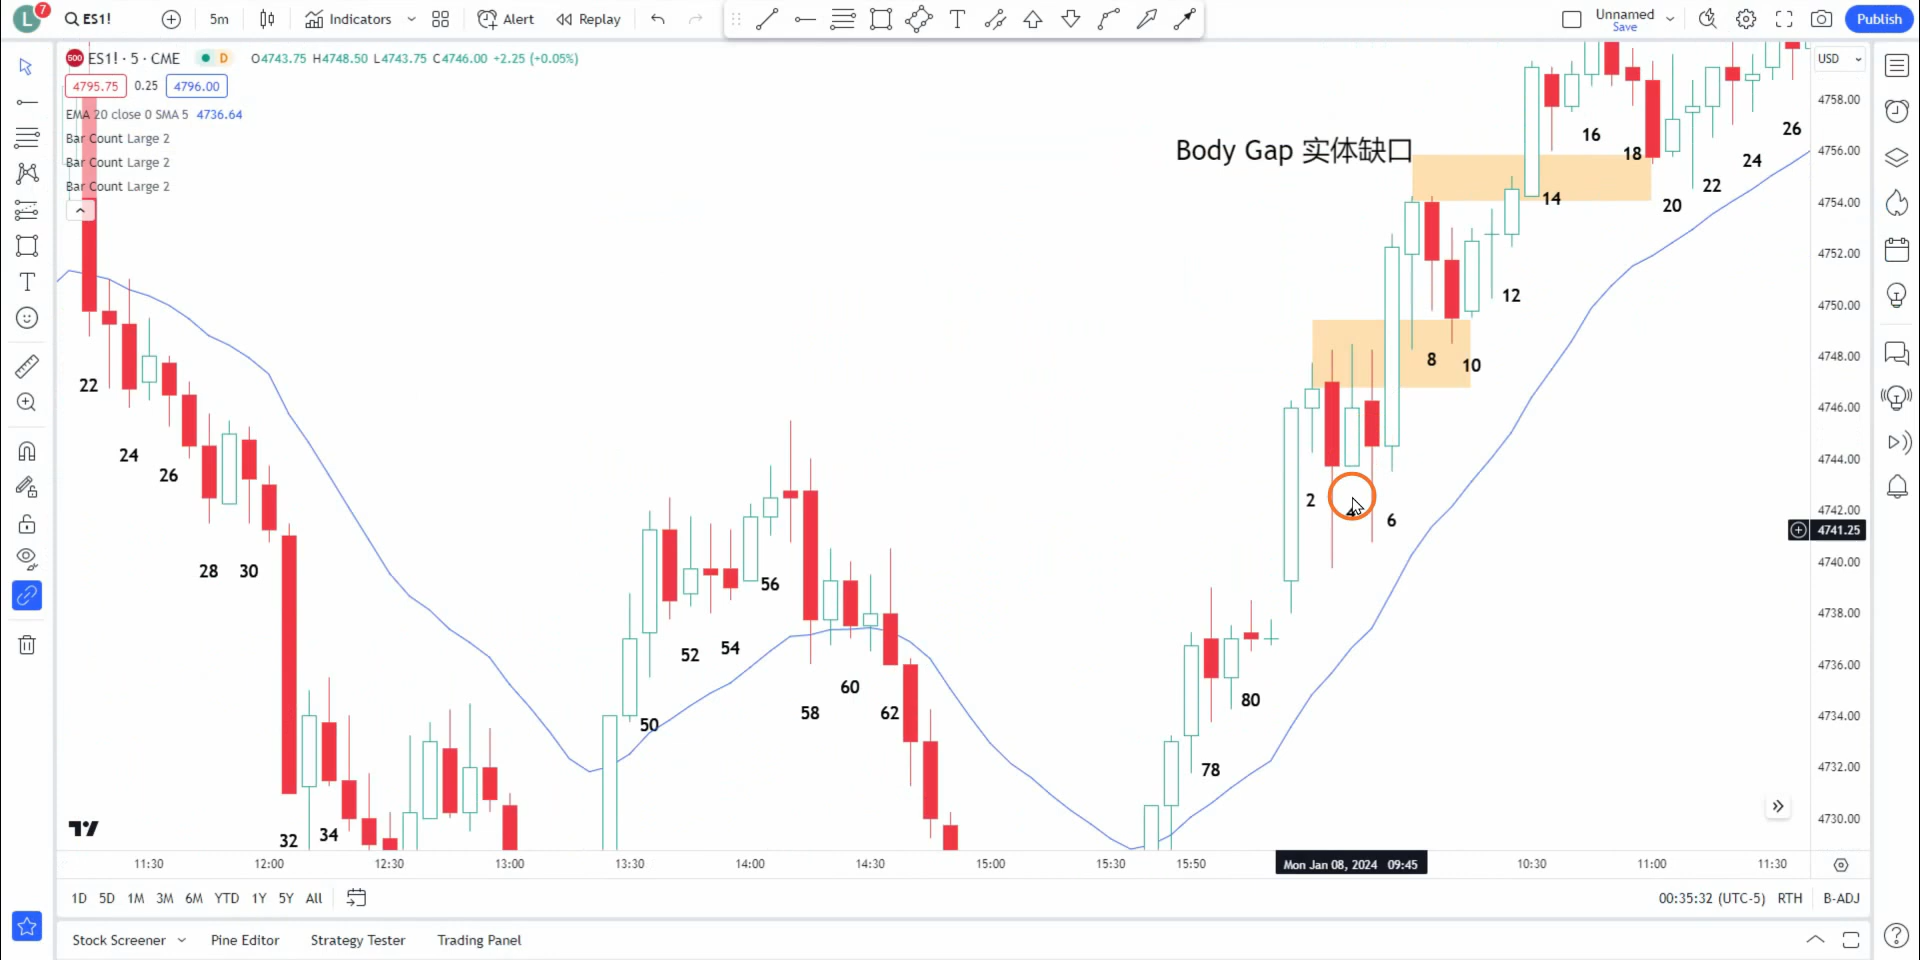 L
7
ES1!
5m
Indicators
Alert
Replay
Unnamed
Save
Publish
500
ES1! · 5 · CME
D
O4743.75 H4748.50 L4743.75 C4746.00 +2.25 (+0.05%)
USD
4795.75
0.25
4796.00
EMA 20 close 0 SMA 5 4736.64
Bar Count Large 2
Bar Count Large 2
Bar Count Large 2
Body Gap 实体缺口
22
24
26
28
30
32
34
50
52
54
56
58
60
62
78
80
2
6
8
10
12
14
16
18
20
22
24
26
4758.00
4756.00
4754.00
4752.00
4750.00
4748.00
4746.00
4744.00
4742.00
4741.25
4740.00
4738.00
4736.00
4734.00
4732.00
4730.00
11:30
12:00
12:30
13:00
13:30
14:00
14:30
15:00
15:30
15:50
Mon Jan 08, 2024 09:45
10:30
11:00
11:30
1D 5D 1M 3M 6M YTD 1Y 5Y All
00:35:32 (UTC-5) RTH B-ADJ
Stock Screener
Pine Editor
Strategy Tester
Trading Panel